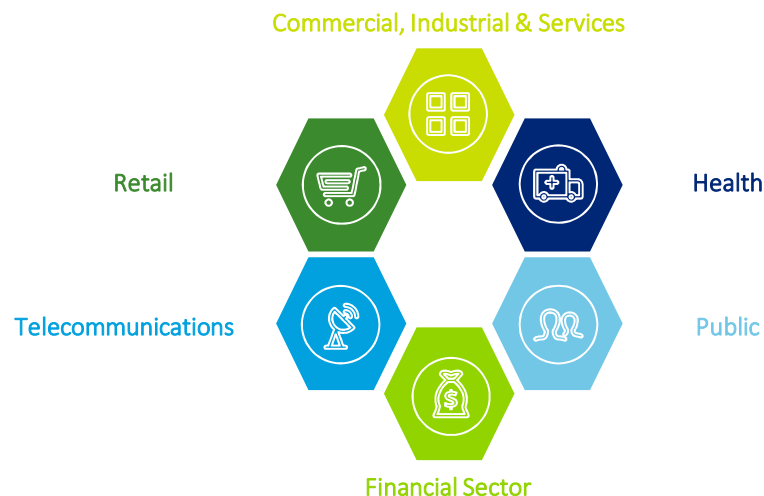 Commercial, Industrial & Services
Retail
Health
Telecommunications
Public
$
Financial Sector